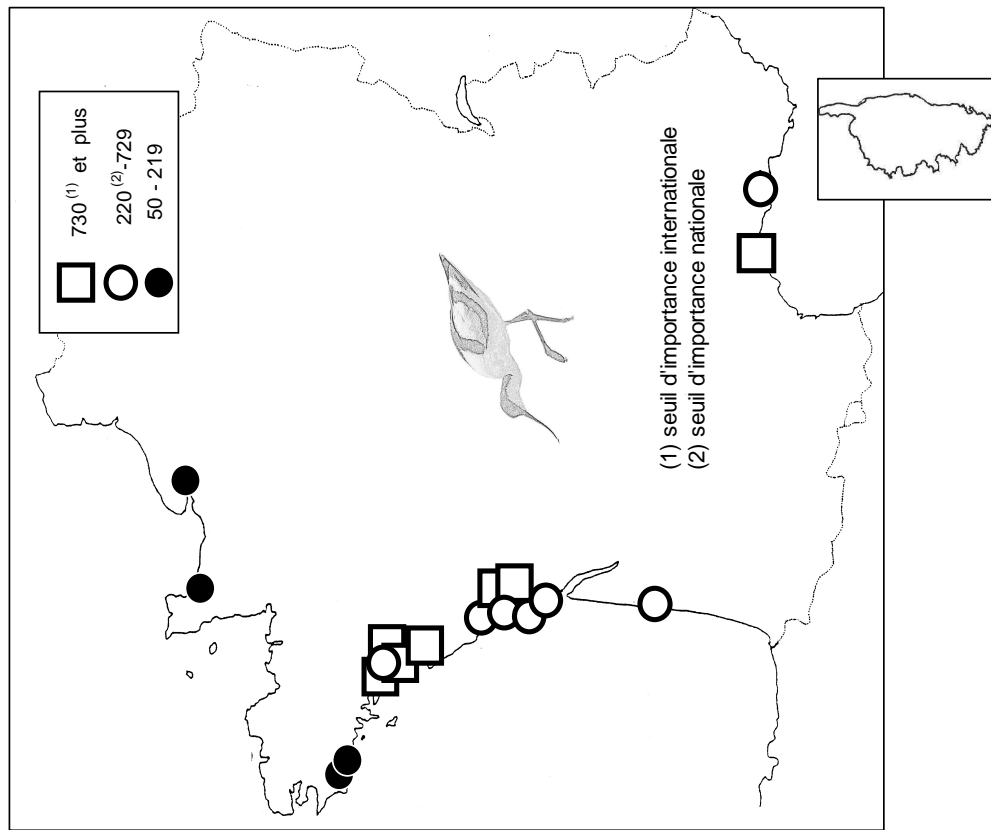 730 (1) et plus
220 (2)-729
50 - 219
(1) seuil d'importance internationale
(2) seuil d'importance nationale